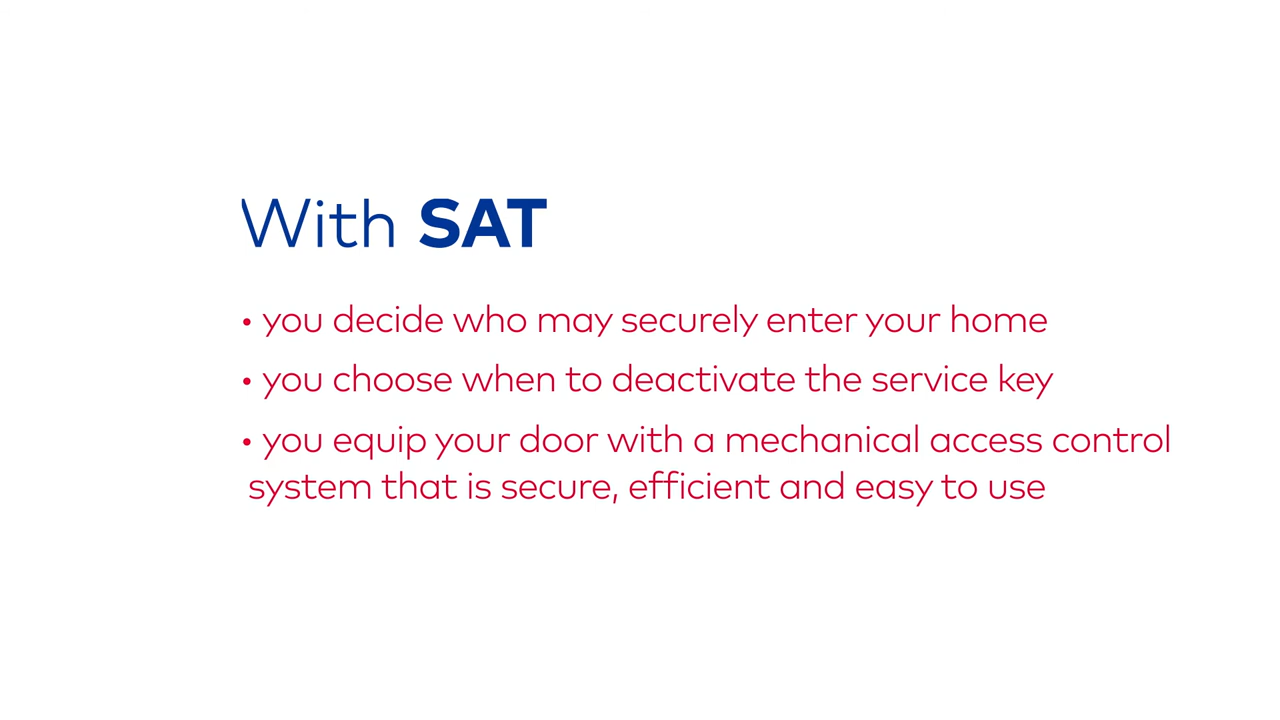 With SAT
• you decide who may securely enter your home
• you choose when to deactivate the service key
• you equip your door with a mechanical access control
system that is secure, efficient and easy to use